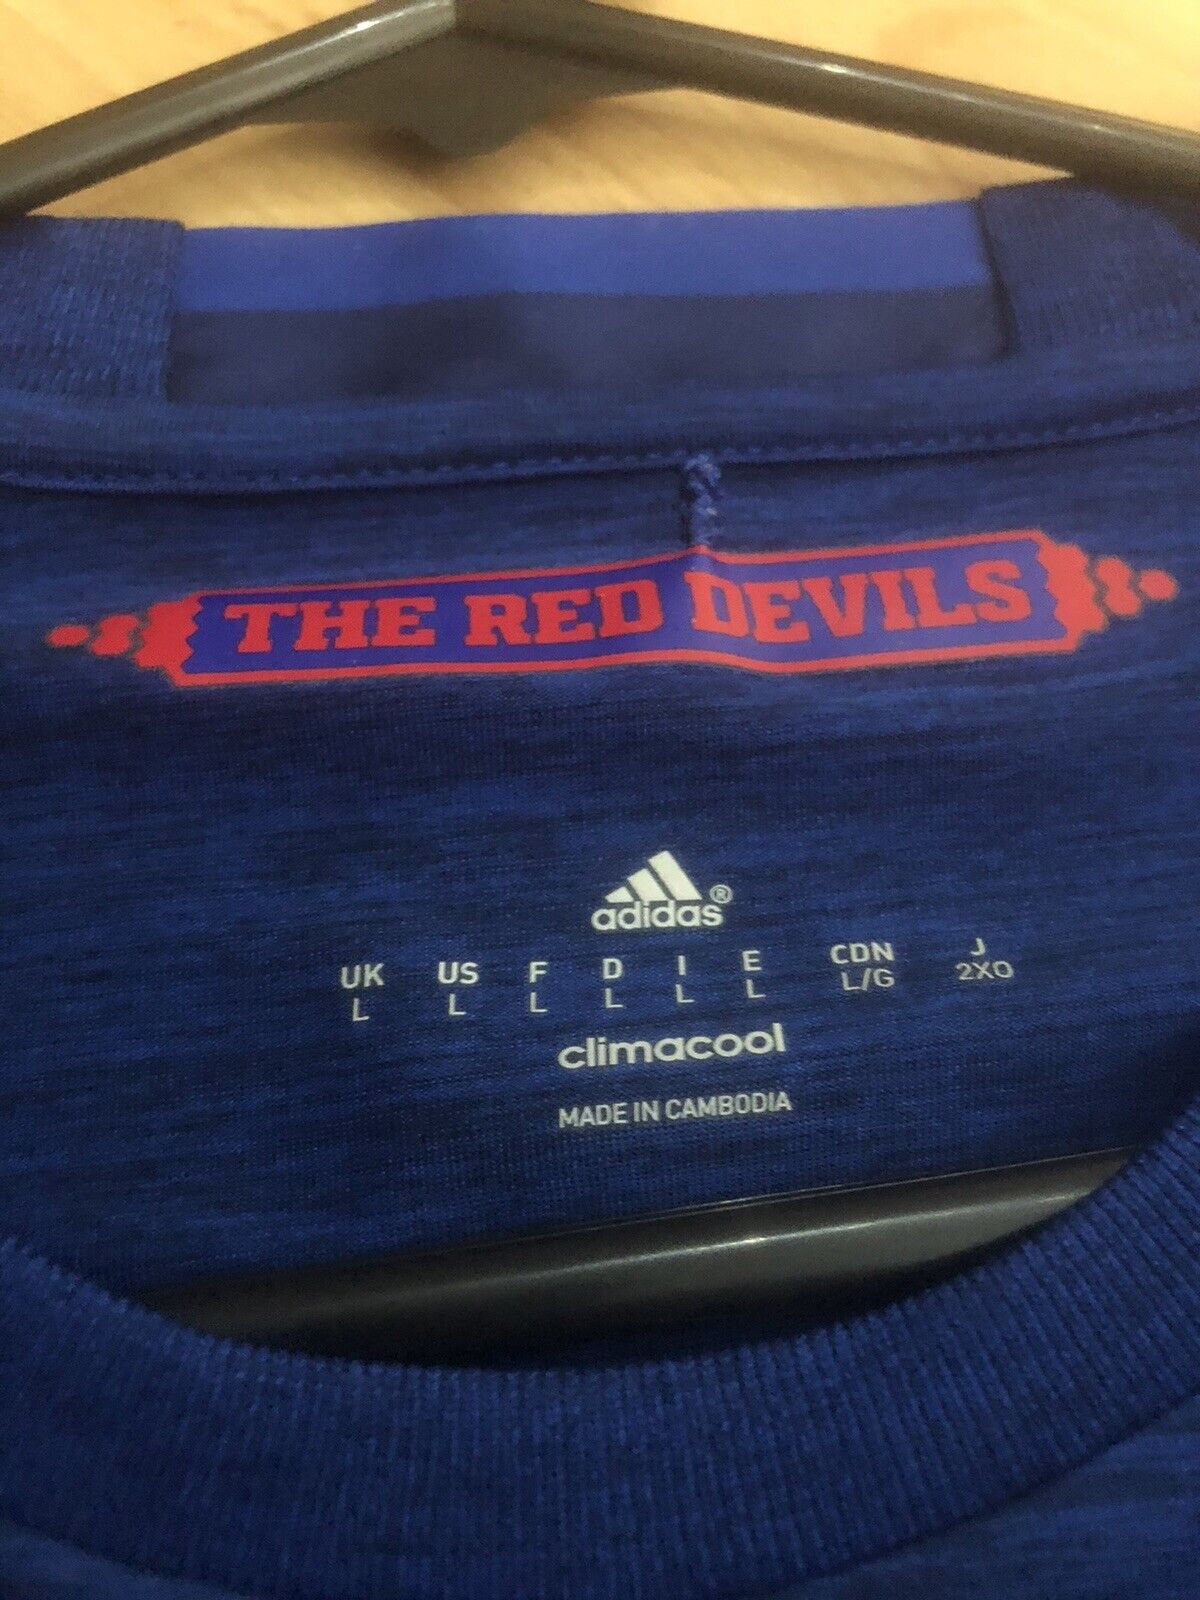 THE RED DEVILS
adidas®
UK US F D I E CDN J
L L L L L L L/G 2XO
climacool
MADE IN CAMBODIA